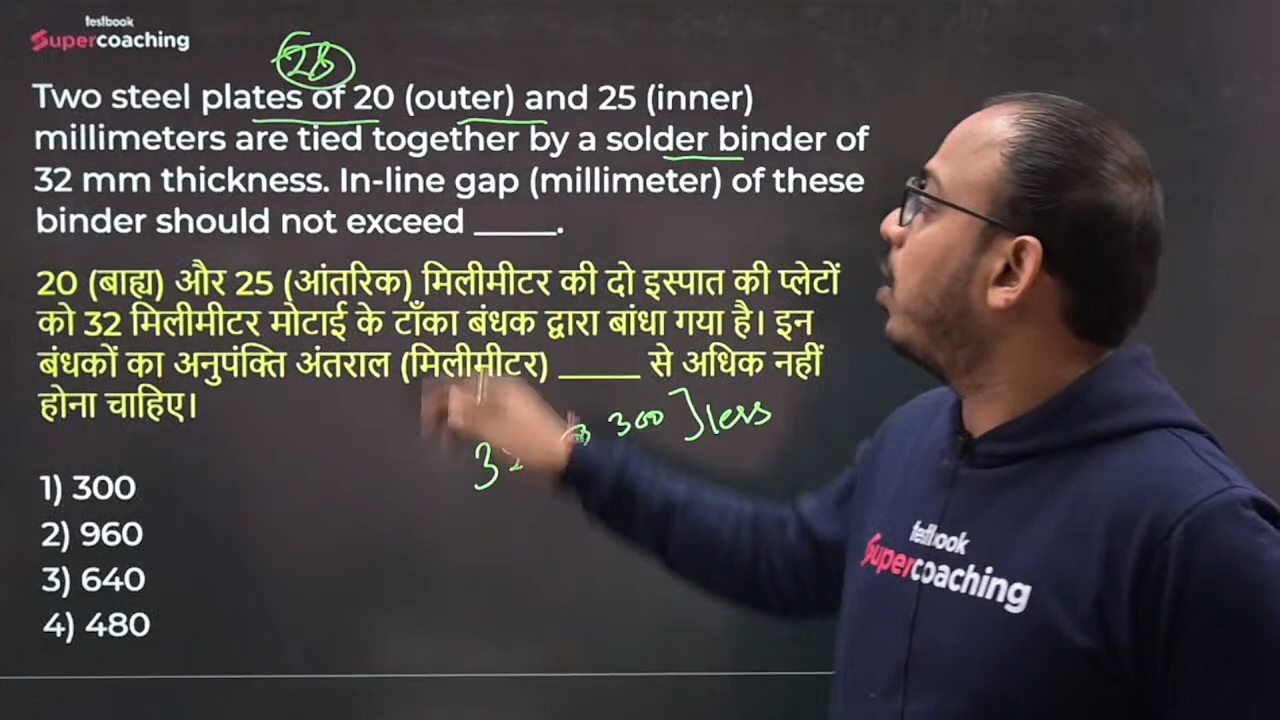 testbook
Supercoaching
Two steel plates of 20 (outer) and 25 (inner)
millimeters are tied together by a solder binder of
32 mm thickness. In-line gap (millimeter) of these
binder should not exceed _____.
20 (बाह्य) और 25 (आंतरिक) मिलीमीटर की दो इस्पात की प्लेटों
को 32 मिलीमीटर मोटाई के टाँका बंधक द्वारा बांधा गया है। इन
बंधकों का अनुपंक्ति अंतराल (मिलीमीटर) _____ से अधिक नहीं
होना चाहिए।
300 ] less
32
1) 300
2) 960
3) 640
4) 480
testbook
Supercoaching